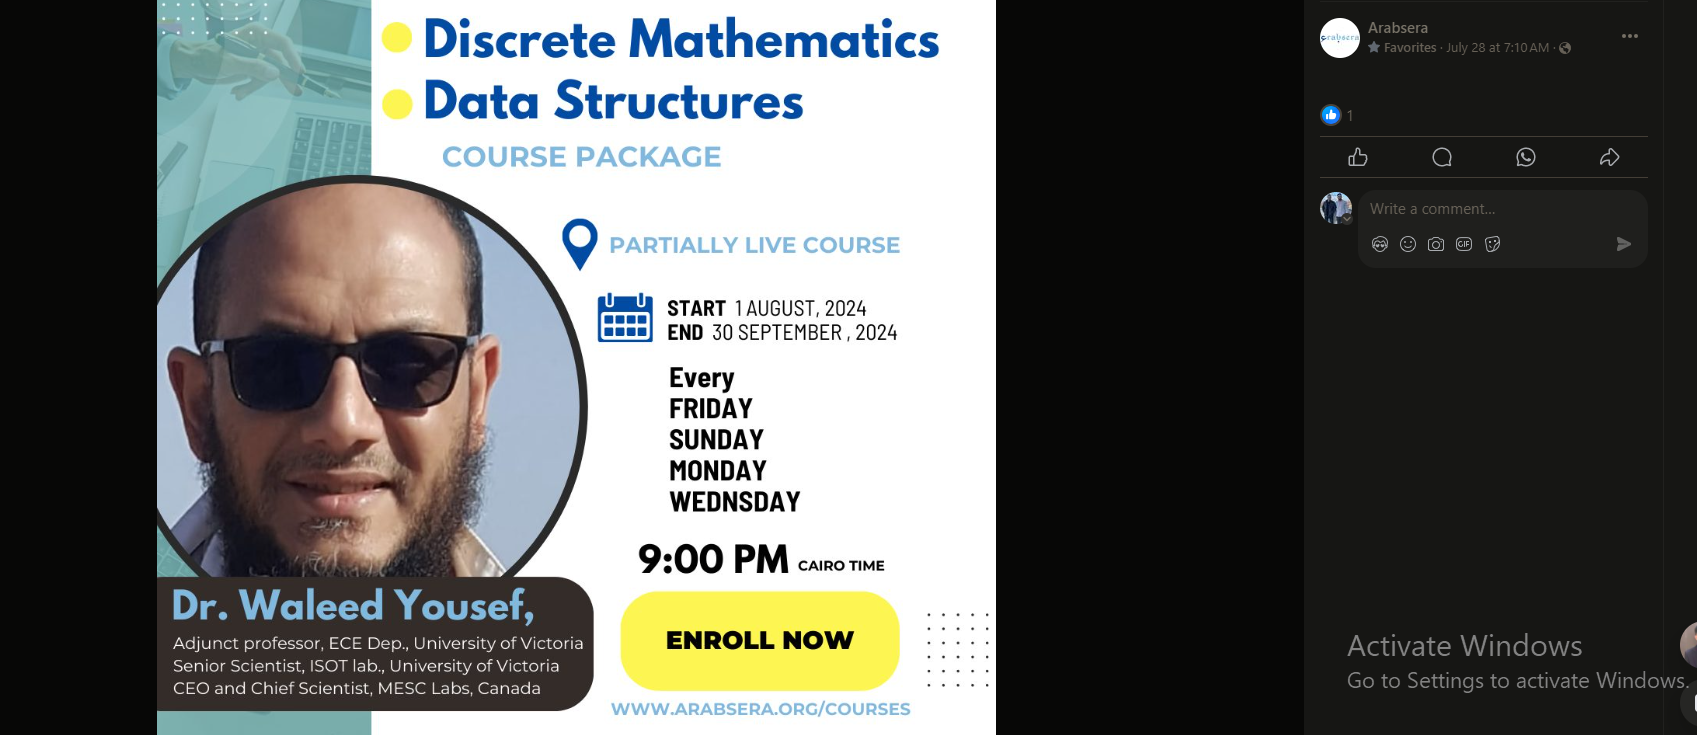 Discrete Mathematics
Data Structures
COURSE PACKAGE
PARTIALLY LIVE COURSE
START 1 AUGUST, 2024
END 30 SEPTEMBER , 2024
Every
FRIDAY
SUNDAY
MONDAY
WEDNSDAY
9:00 PM CAIRO TIME
Dr. Waleed Yousef,
Adjunct professor, ECE Dep., University of Victoria
Senior Scientist, ISOT lab., University of Victoria
CEO and Chief Scientist, MESC Labs, Canada
ENROLL NOW
WWW.ARABSERA.ORG/COURSES
arabsera
Arabsera
Favorites · July 28 at 7:10 AM ·
1
Write a comment...
GIF
Activate Windows
Go to Settings to activate Windows.